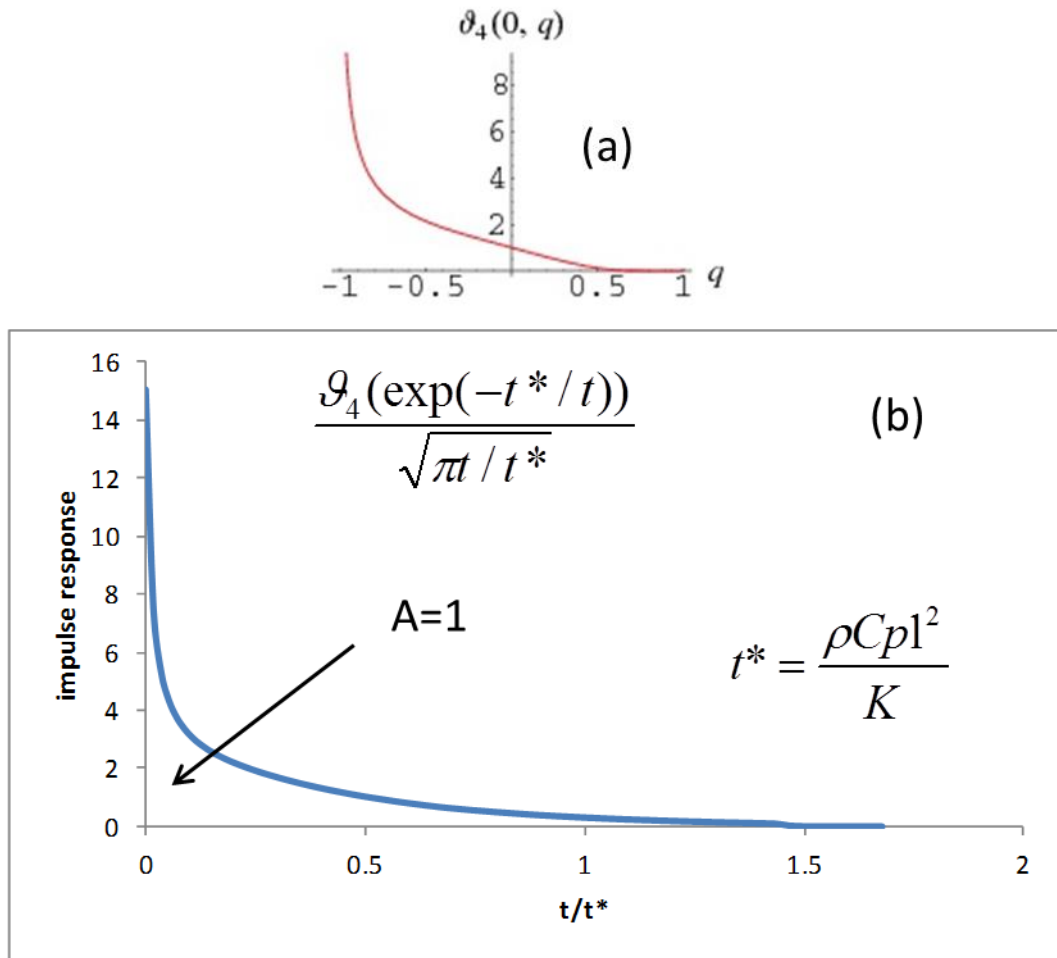 ϑ₄(0, q)
8
6
(a)
4
2
-1 -0.5 0.5 1 q
16
14
12
10
8
6
4
2
0
impulse response
ϑ₄(exp(−t*/t))
√(πt/t*)
(b)
A=1
t* = ρCpl²/K
0 0.5 1 1.5 2
t/t*